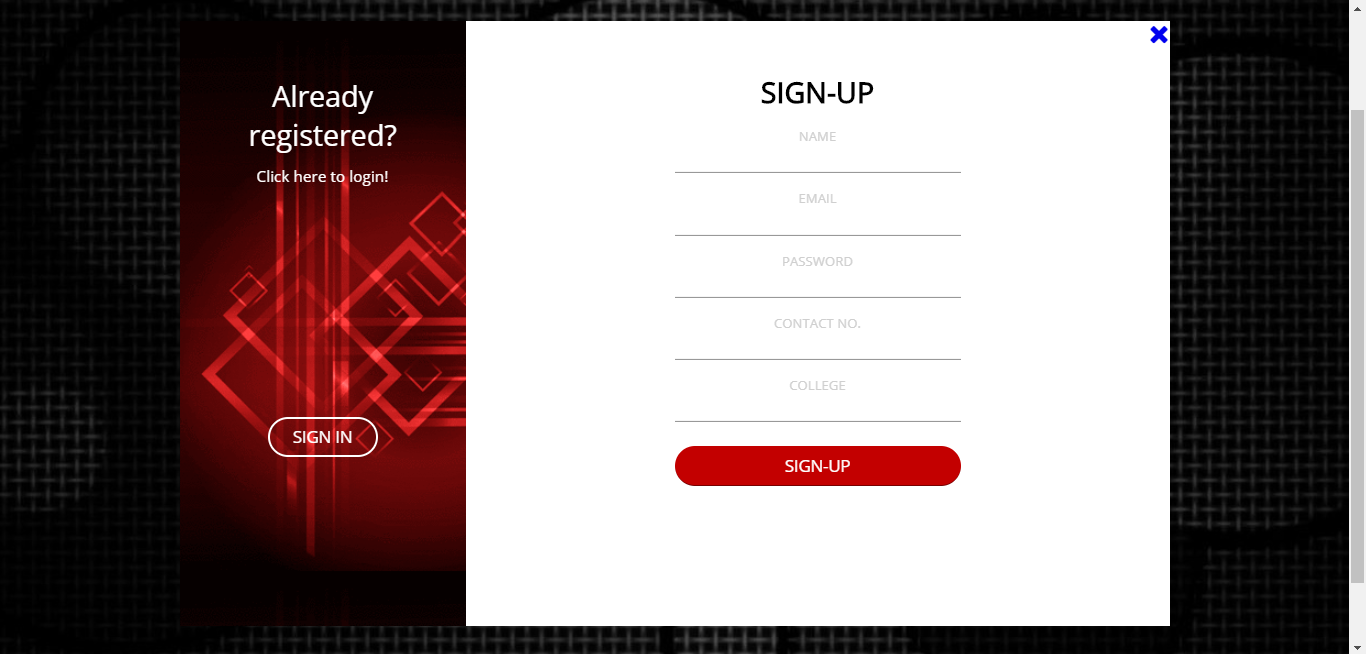 Already
registered?
Click here to login!
SIGN IN
SIGN-UP
NAME
EMAIL
PASSWORD
CONTACT NO.
COLLEGE
SIGN-UP